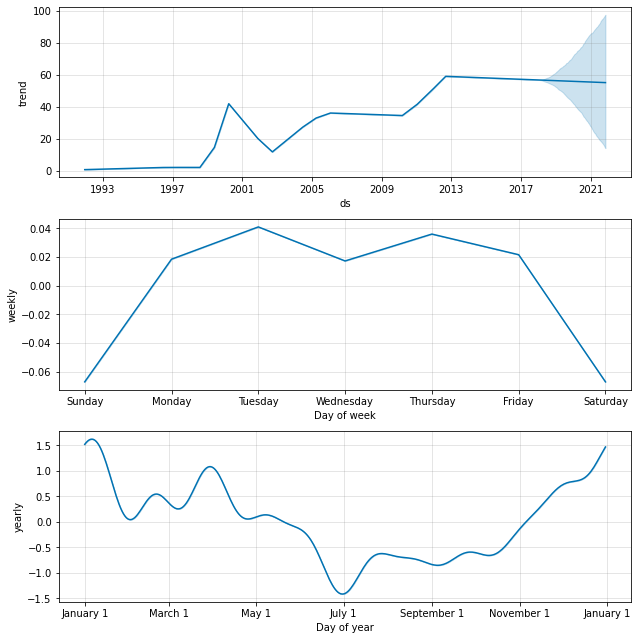 100
80
60
40
20
0
trend
1993 1997 2001 2005 2009 2013 2017 2021
ds
0.04
0.02
0.00
−0.02
−0.04
−0.06
weekly
Sunday Monday Tuesday Wednesday Thursday Friday Saturday
Day of week
1.5
1.0
0.5
0.0
−0.5
−1.0
−1.5
yearly
January 1 March 1 May 1 July 1 September 1 November 1 January 1
Day of year